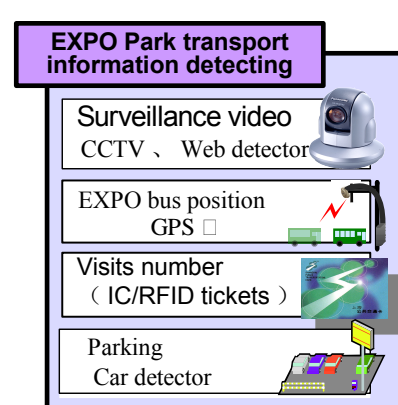 EXPO Park transport
information detecting
Surveillance video
CCTV 、 Web detector
EXPO bus position
GPS □
Visits number
（ IC/RFID tickets ）
Parking
Car detector